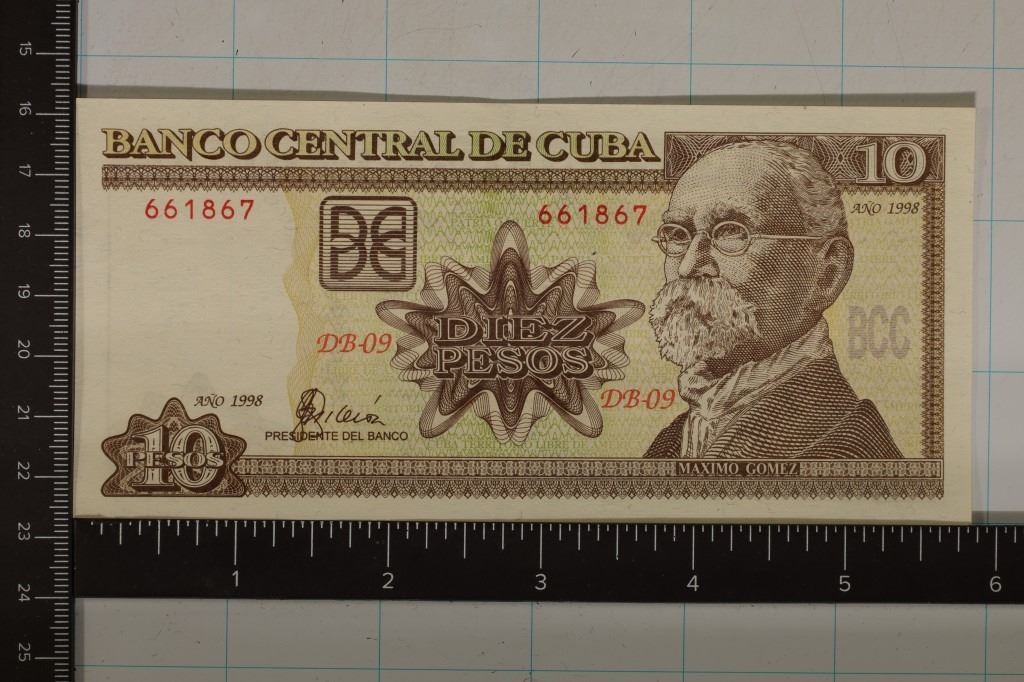 BANCO CENTRAL DE CUBA
10
661867
661867
AÑO 1998
DIEZ
PESOS
BCC
DB-09
DB-09
AÑO 1998
PRESIDENTE DEL BANCO
10
PESOS
MAXIMO GOMEZ
15
16
17
18
19
20
21
22
23
24
25
1 2 3 4 5 6